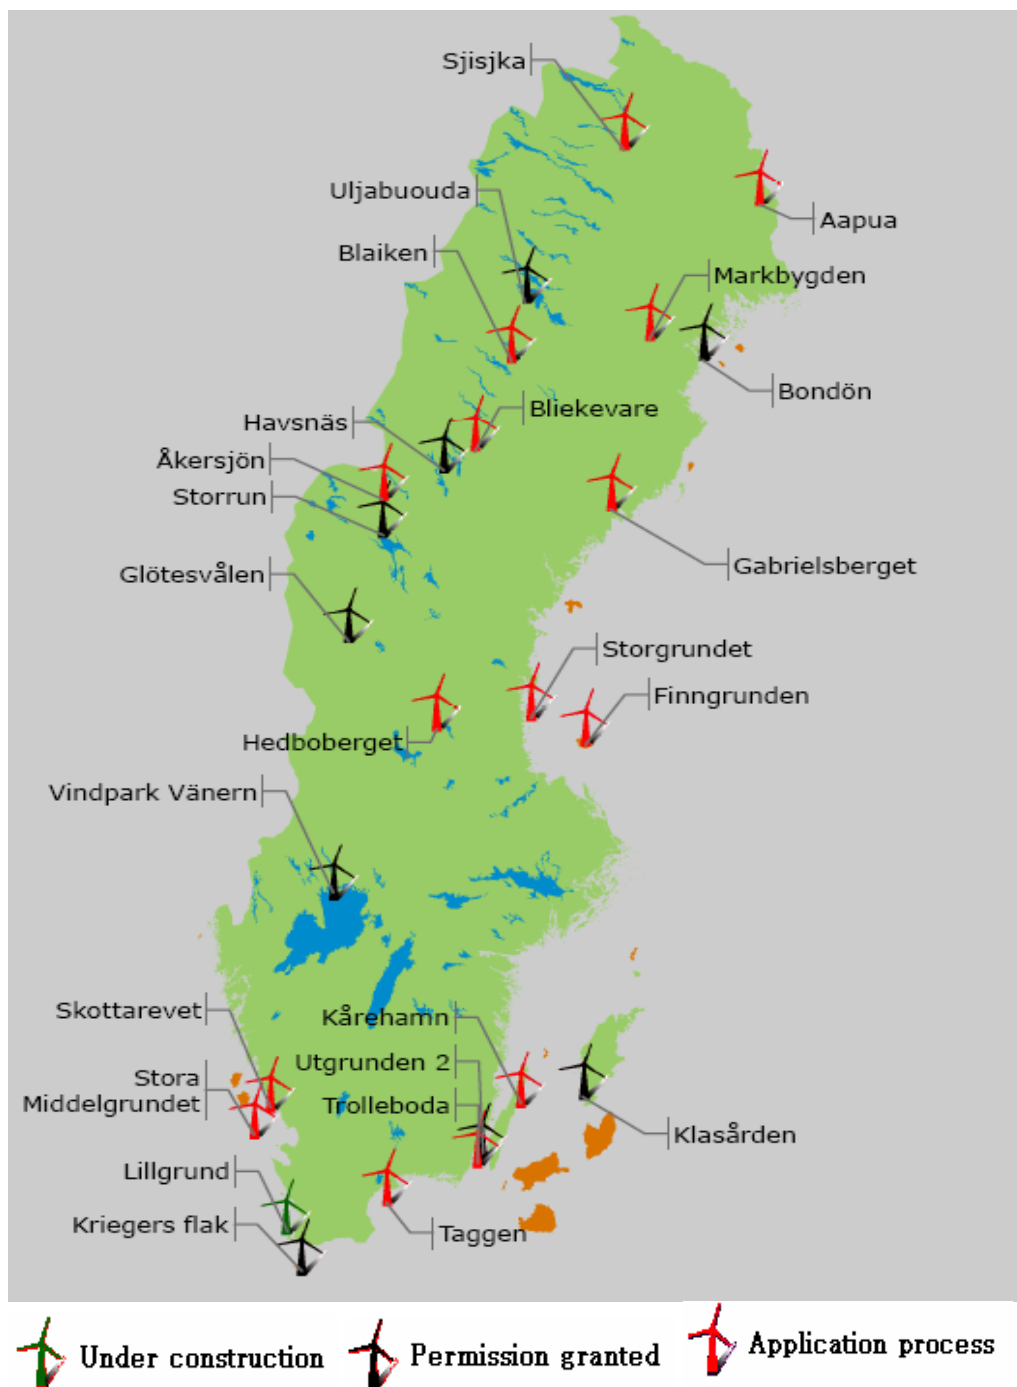 Sjisjka
Uljabuouda
Aapua
Blaiken
Markbygden
Bondön
Bliekevare
Havsnäs
Åkersjön
Storrun
Gabrielsberget
Glötesvålen
Storgrundet
Finngrunden
Hedboberget
Vindpark Vänern
Skottarevet
Kårehamn
Utgrunden 2
Stora
Middelgrundet
Trolleboda
Klasården
Lillgrund
Kriegers flak
Taggen
Under construction
Permission granted
Application process